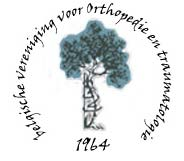 belgische vereniging voor Orthopedie en traumatologie
1964